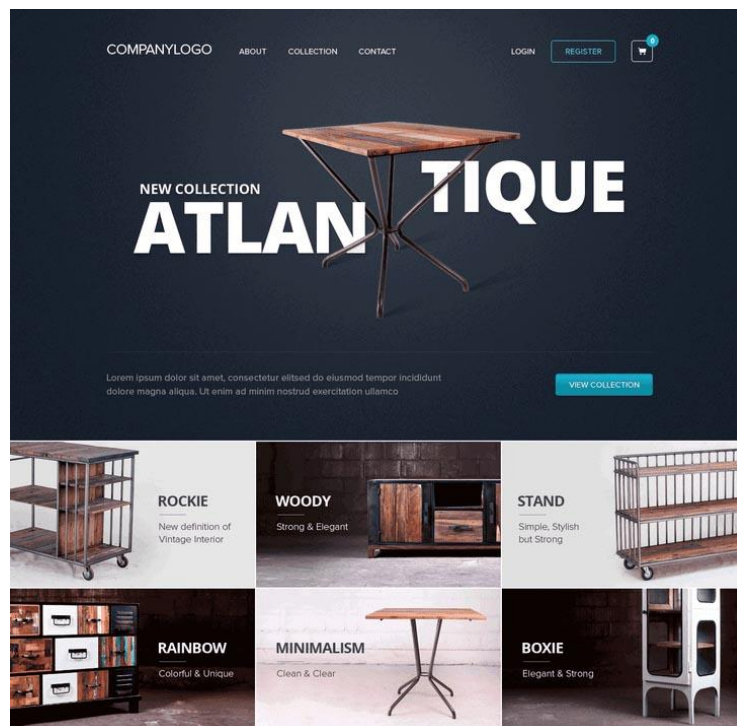 COMPANYLOGO ABOUT COLLECTION CONTACT LOGIN REGISTER 0
NEW COLLECTION
ATLAN
TIQUE
Lorem ipsum dolor sit amet, consectetur elitsed do eiusmod tempor incididunt
dolore magna aliqua. Ut enim ad minim nostrud exercitation ullamco
VIEW COLLECTION
ROCKIE
New definition of
Vintage Interior
WOODY
Strong & Elegant
STAND
Simple, Stylish
but Strong
RAINBOW
Colorful & Unique
MINIMALISM
Clean & Clear
BOXIE
Elegant & Strong